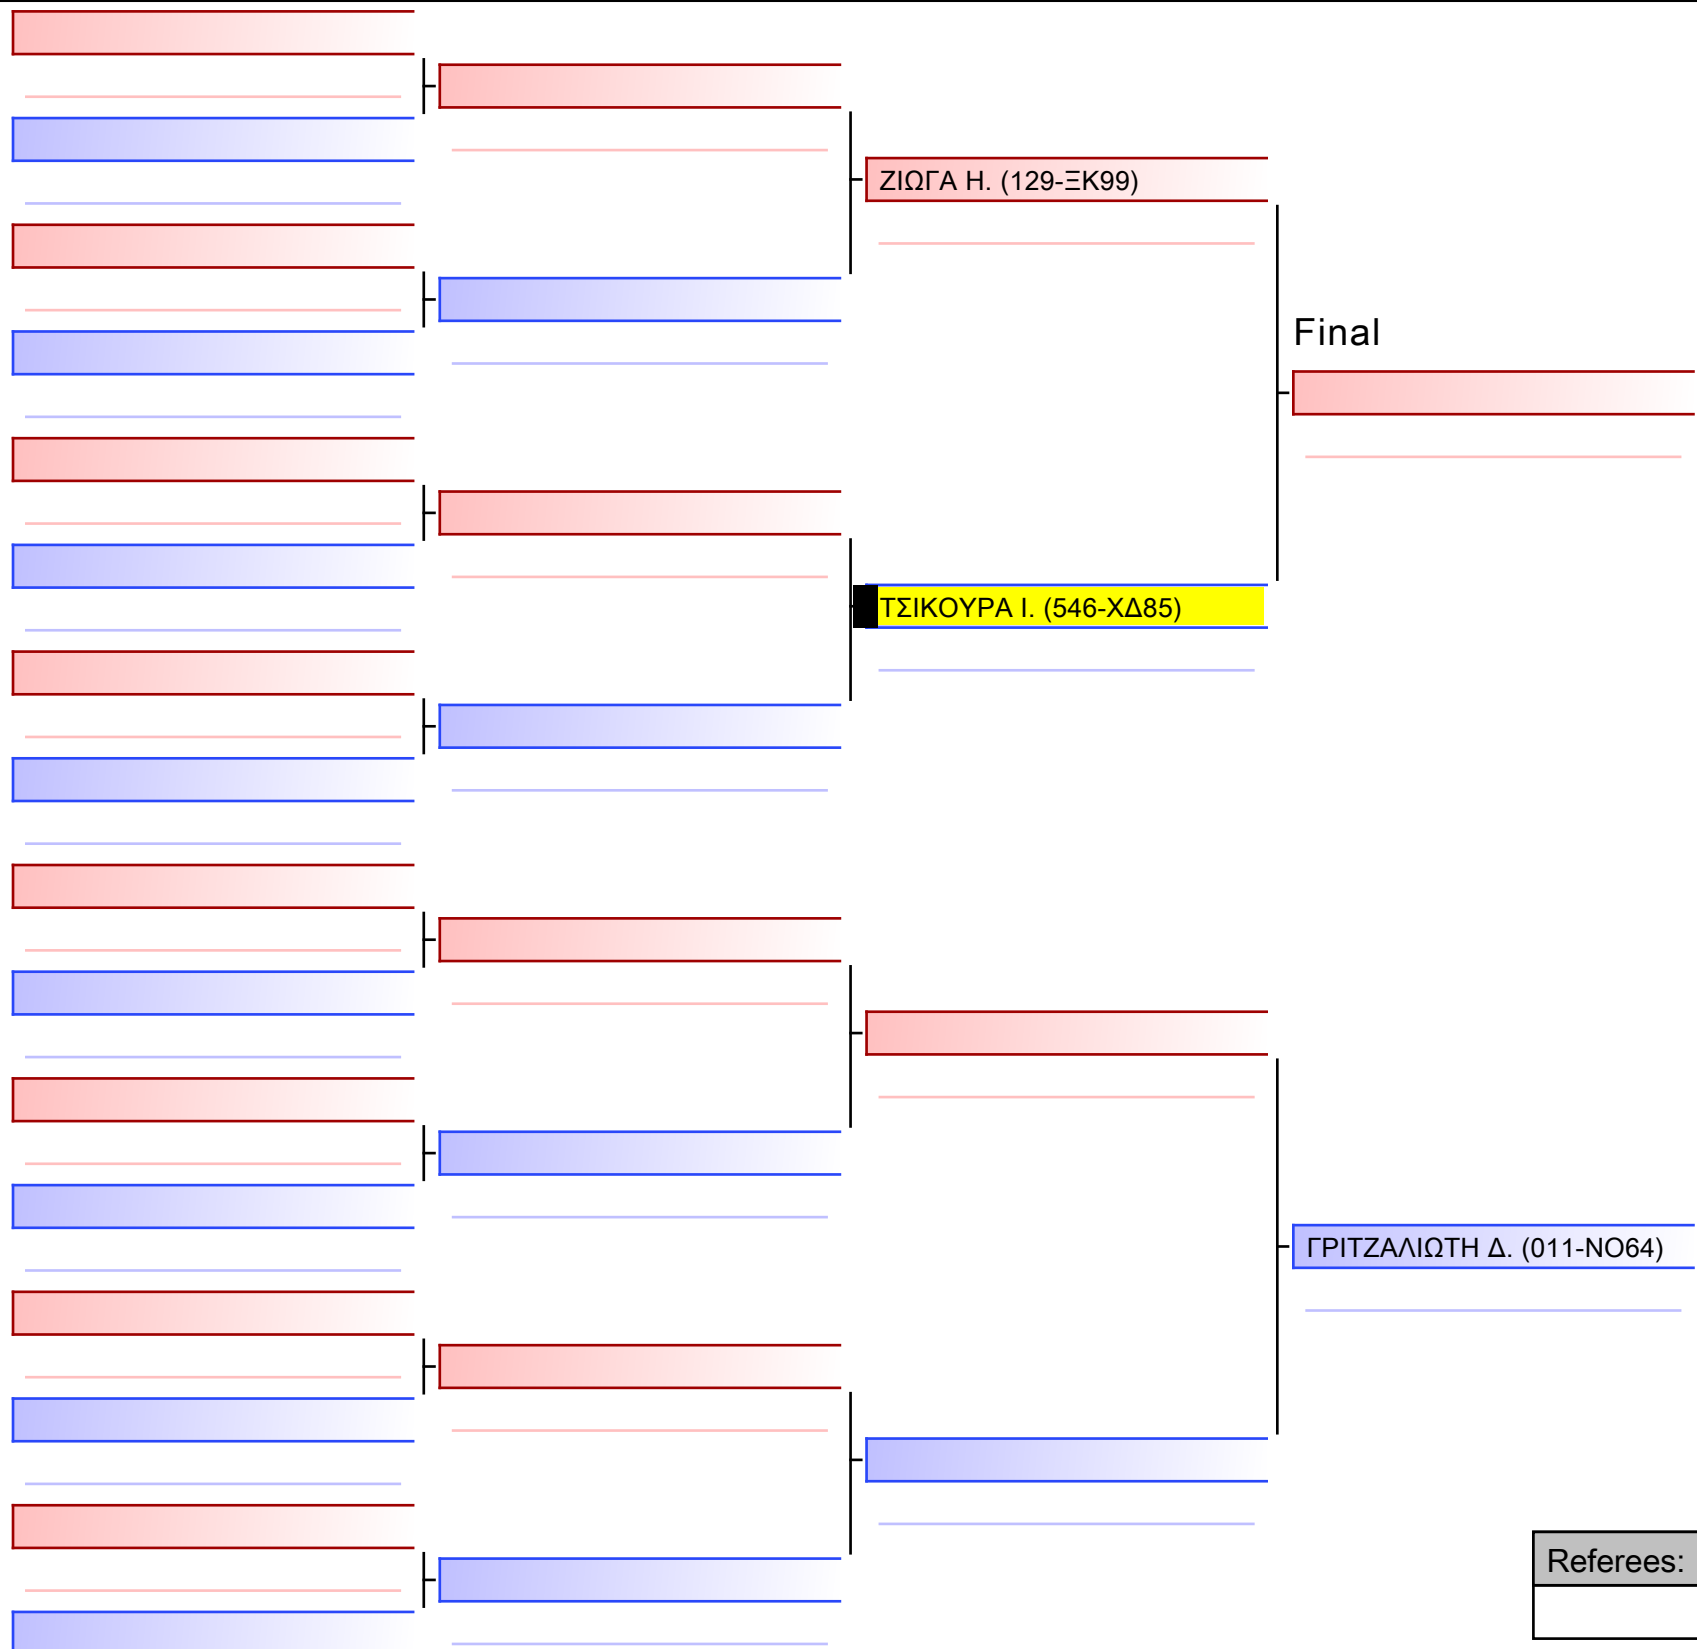 ΖΙΩΓΑ Η. (129-ΞΚ99)
Final
ΤΣΙΚΟΥΡΑ Ι. (546-ΧΔ85)
ΓΡΙΤΖΑΛΙΩΤΗ Δ. (011-ΝΟ64)
Referees: